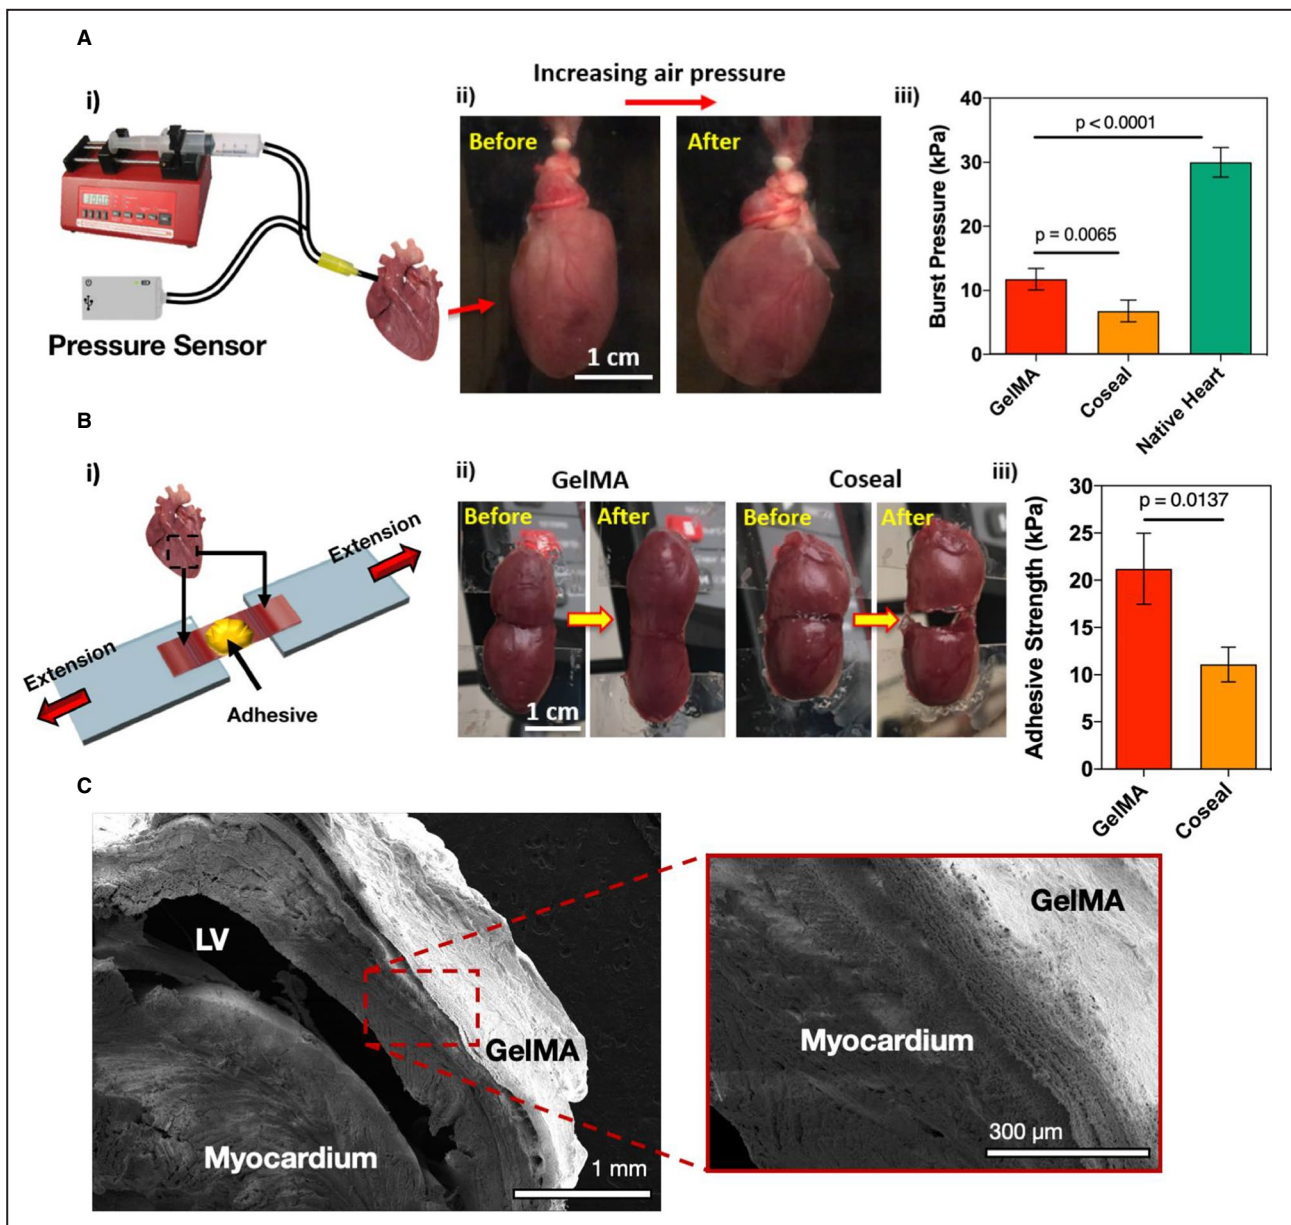 A
i)
Pressure Sensor
ii)
Increasing air pressure
Before
After
1 cm
iii)
Burst Pressure (kPa)
40
30
20
10
0
p < 0.0001
p = 0.0065
GelMA
Coseal
Native Heart
B
i)
Extension
Extension
Adhesive
ii)
GelMA
Coseal
Before
After
Before
After
1 cm
iii)
Adhesive Strength (kPa)
30
25
20
15
10
5
0
p = 0.0137
GelMA
Coseal
C
LV
GelMA
Myocardium
1 mm
GelMA
Myocardium
300 µm